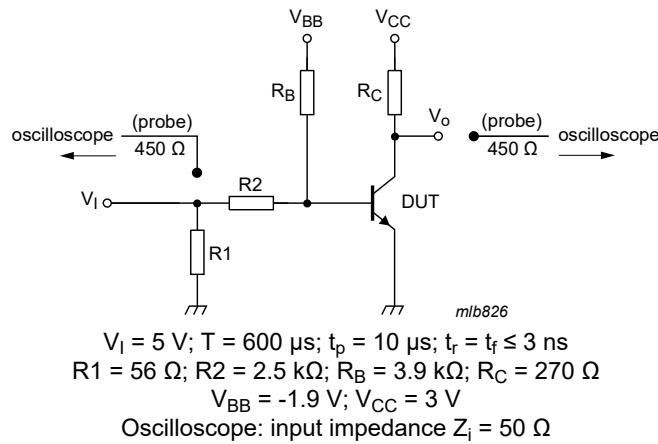 V_BB V_CC
R_B R_C
(probe) V_o (probe)
oscilloscope 450 Ω 450 Ω oscilloscope
R2
V_I DUT
R1
mlb826
V_I = 5 V; T = 600 μs; t_p = 10 μs; t_r = t_f ≤ 3 ns
R1 = 56 Ω; R2 = 2.5 kΩ; R_B = 3.9 kΩ; R_C = 270 Ω
V_BB = -1.9 V; V_CC = 3 V
Oscilloscope: input impedance Z_i = 50 Ω